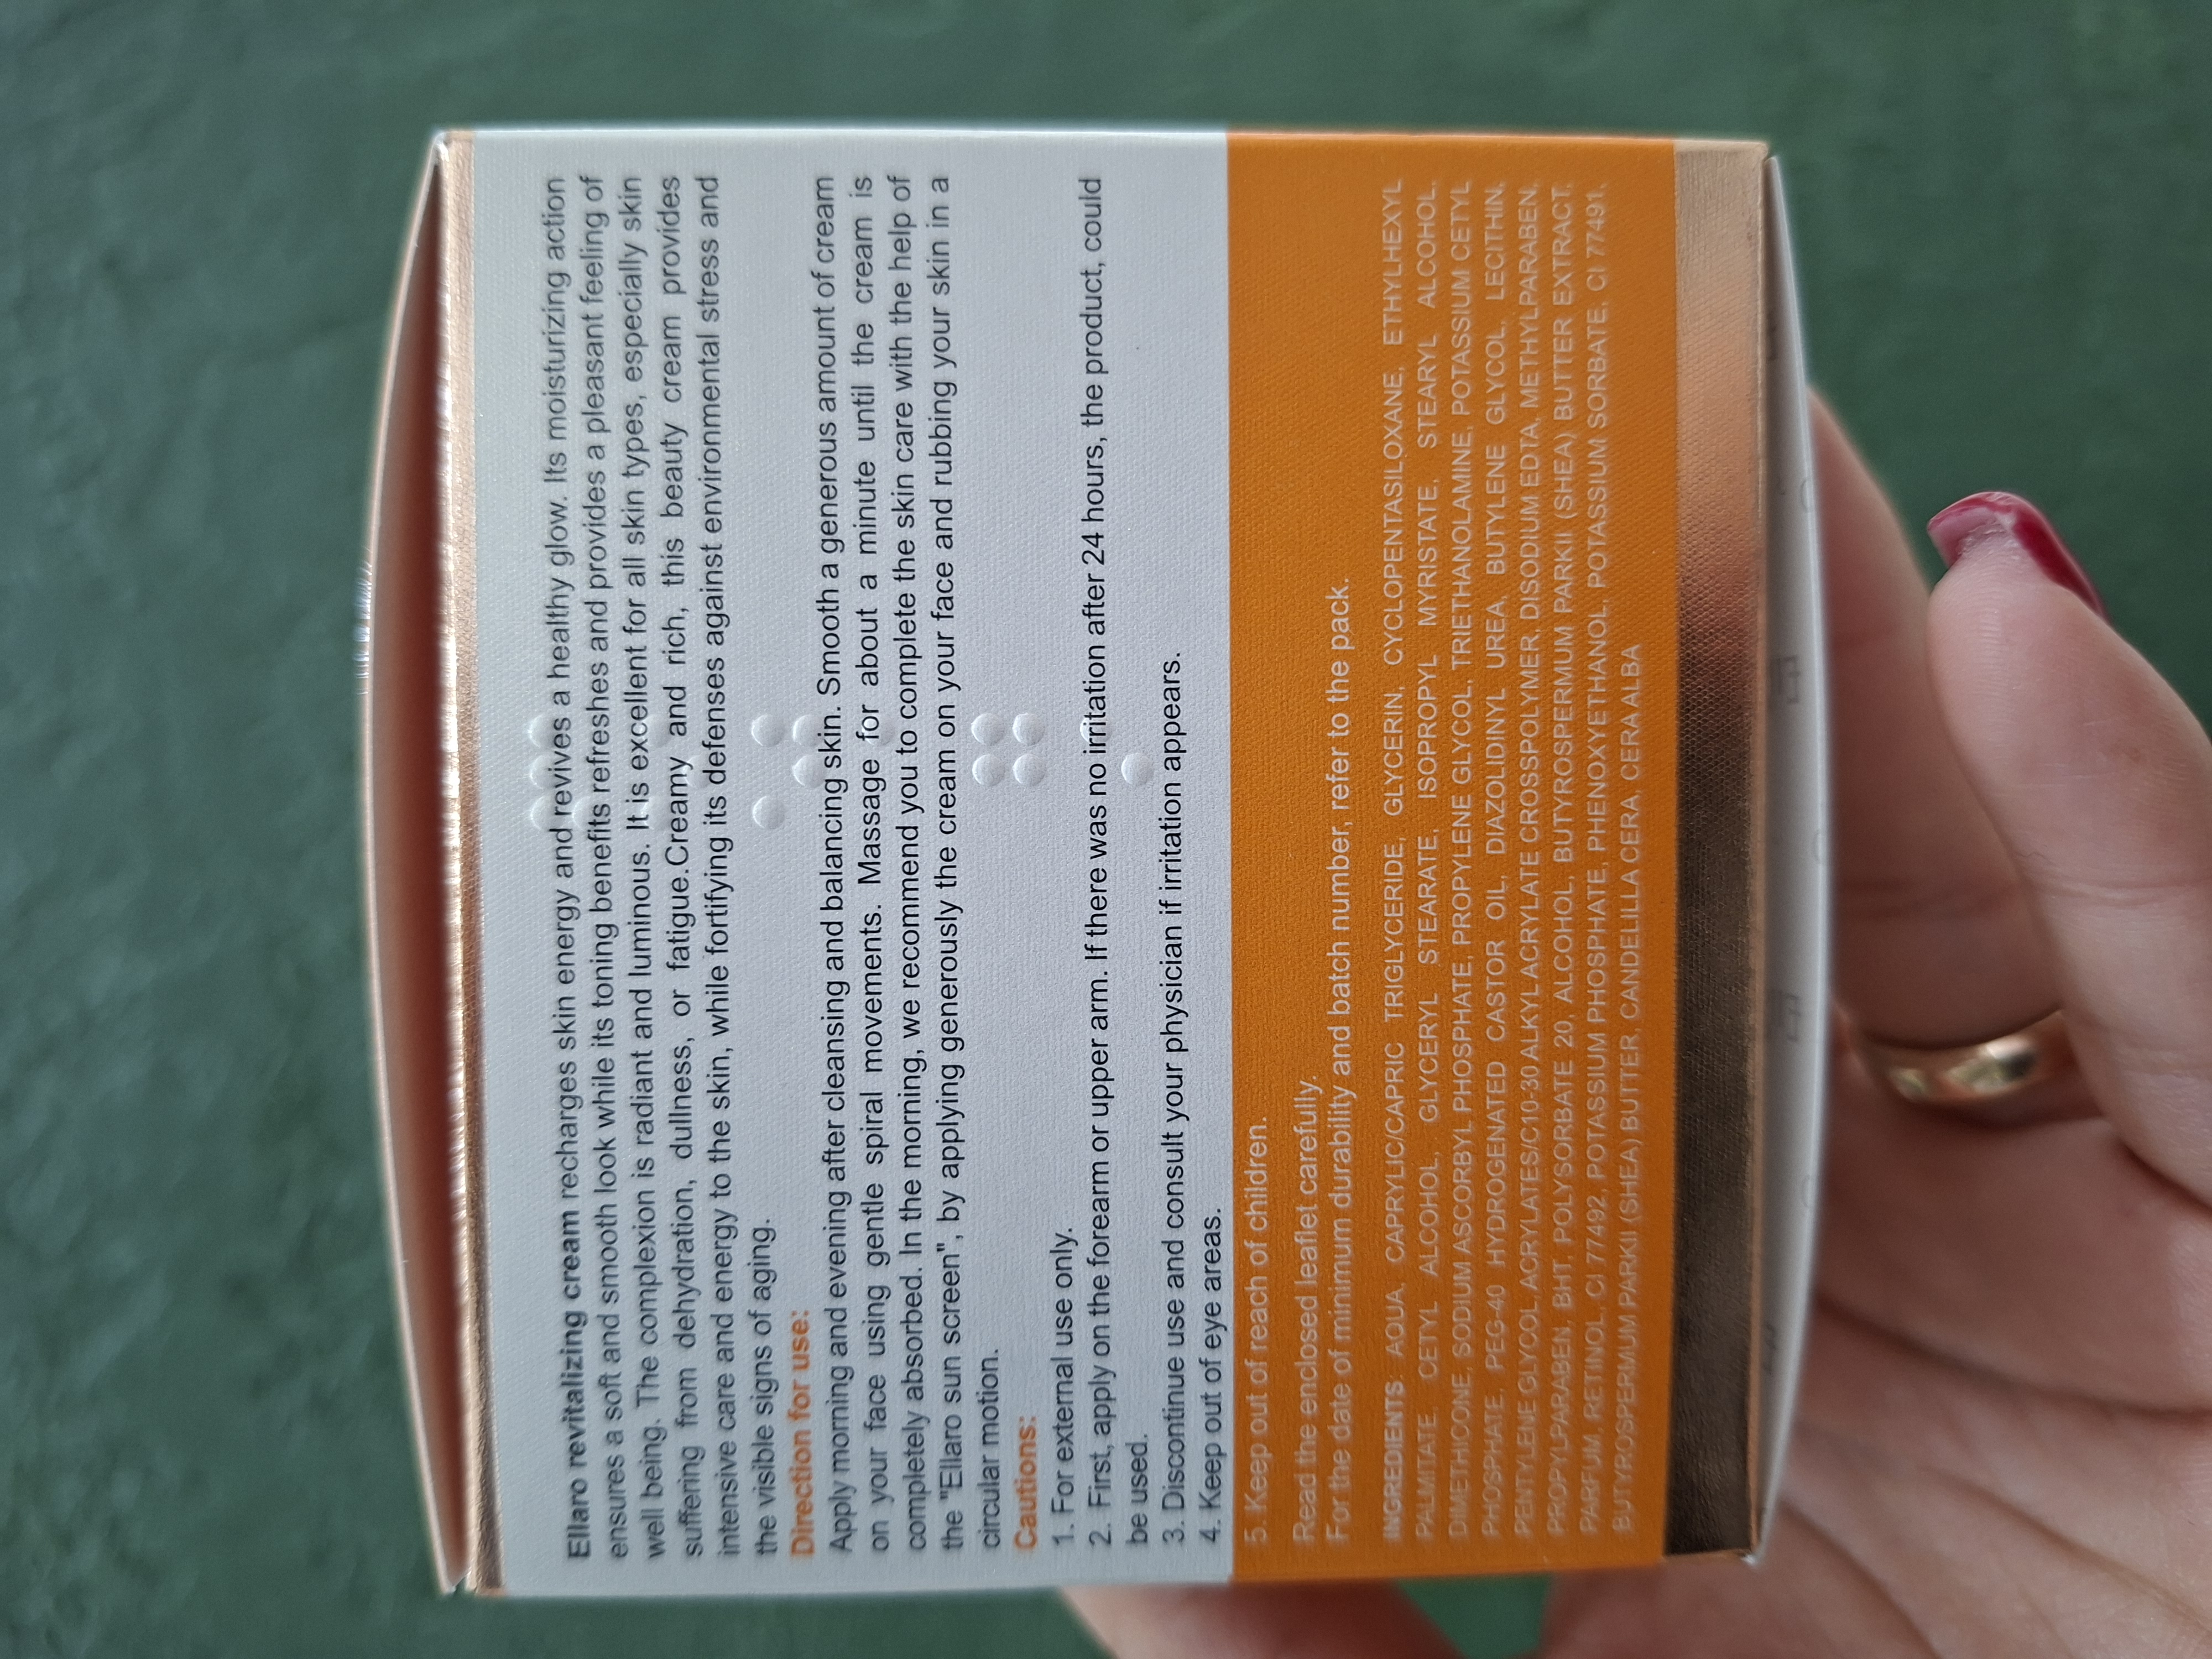 Ellaro revitalizing cream recharges skin energy and revives a healthy glow. Its moisturizing action
ensures a soft and smooth look while its toning benefits refreshes and provides a pleasant feeling of
well being. The complexion is radiant and luminous. It is excellent for all skin types, especially skin
suffering from dehydration, dullness, or fatigue.Creamy and rich, this beauty cream provides
intensive care and energy to the skin, while fortifying its defenses against environmental stress and
the visible signs of aging.
Direction for use:
Apply morning and evening after cleansing and balancing skin. Smooth a generous amount of cream
on your face using gentle spiral movements. Massage for about a minute until the cream is
completely absorbed. In the morning, we recommend you to complete the skin care with the help of
the "Ellaro sun screen", by applying generously the cream on your face and rubbing your skin in a
circular motion.
Cautions:
1. For external use only.
2. First, apply on the forearm or upper arm. If there was no irritation after 24 hours, the product, could
be used.
3. Discontinue use and consult your physician if irritation appears.
4. Keep out of eye areas.
5. Keep out of reach of children.
Read the enclosed leaflet carefully.
For the date of minimum durability and batch number, refer to the pack.
INGREDIENTS: AQUA, CAPRYLIC/CAPRIC TRIGLYCERIDE, GLYCERIN, CYCLOPENTASILOXANE, ETHYLHEXYL
PALMITATE, CETYL ALCOHOL, GLYCERYL STEARATE, ISOPROPYL MYRISTATE, STEARYL ALCOHOL,
DIMETHICONE, SODIUM ASCORBYL PHOSPHATE, PROPYLENE GLYCOL, TRIETHANOLAMINE, POTASSIUM CETYL
PHOSPHATE, PEG-40 HYDROGENATED CASTOR OIL, DIAZOLIDINYL UREA, BUTYLENE GLYCOL, LECITHIN,
PENTYLENE GLYCOL, ACRYLATES/C10-30 ALKYL ACRYLATE CROSSPOLYMER, DISODIUM EDTA, METHYLPARABEN,
PROPYLPARABEN, BHT, POLYSORBATE 20, ALCOHOL, BUTYROSPERMUM PARKII (SHEA) BUTTER EXTRACT,
PARFUM, RETINOL, CI 77492, POTASSIUM PHOSPHATE, PHENOXYETHANOL, POTASSIUM SORBATE, CI 77491,
BUTYROSPERMUM PARKII (SHEA) BUTTER, CANDELILLA CERA, CERA ALBA